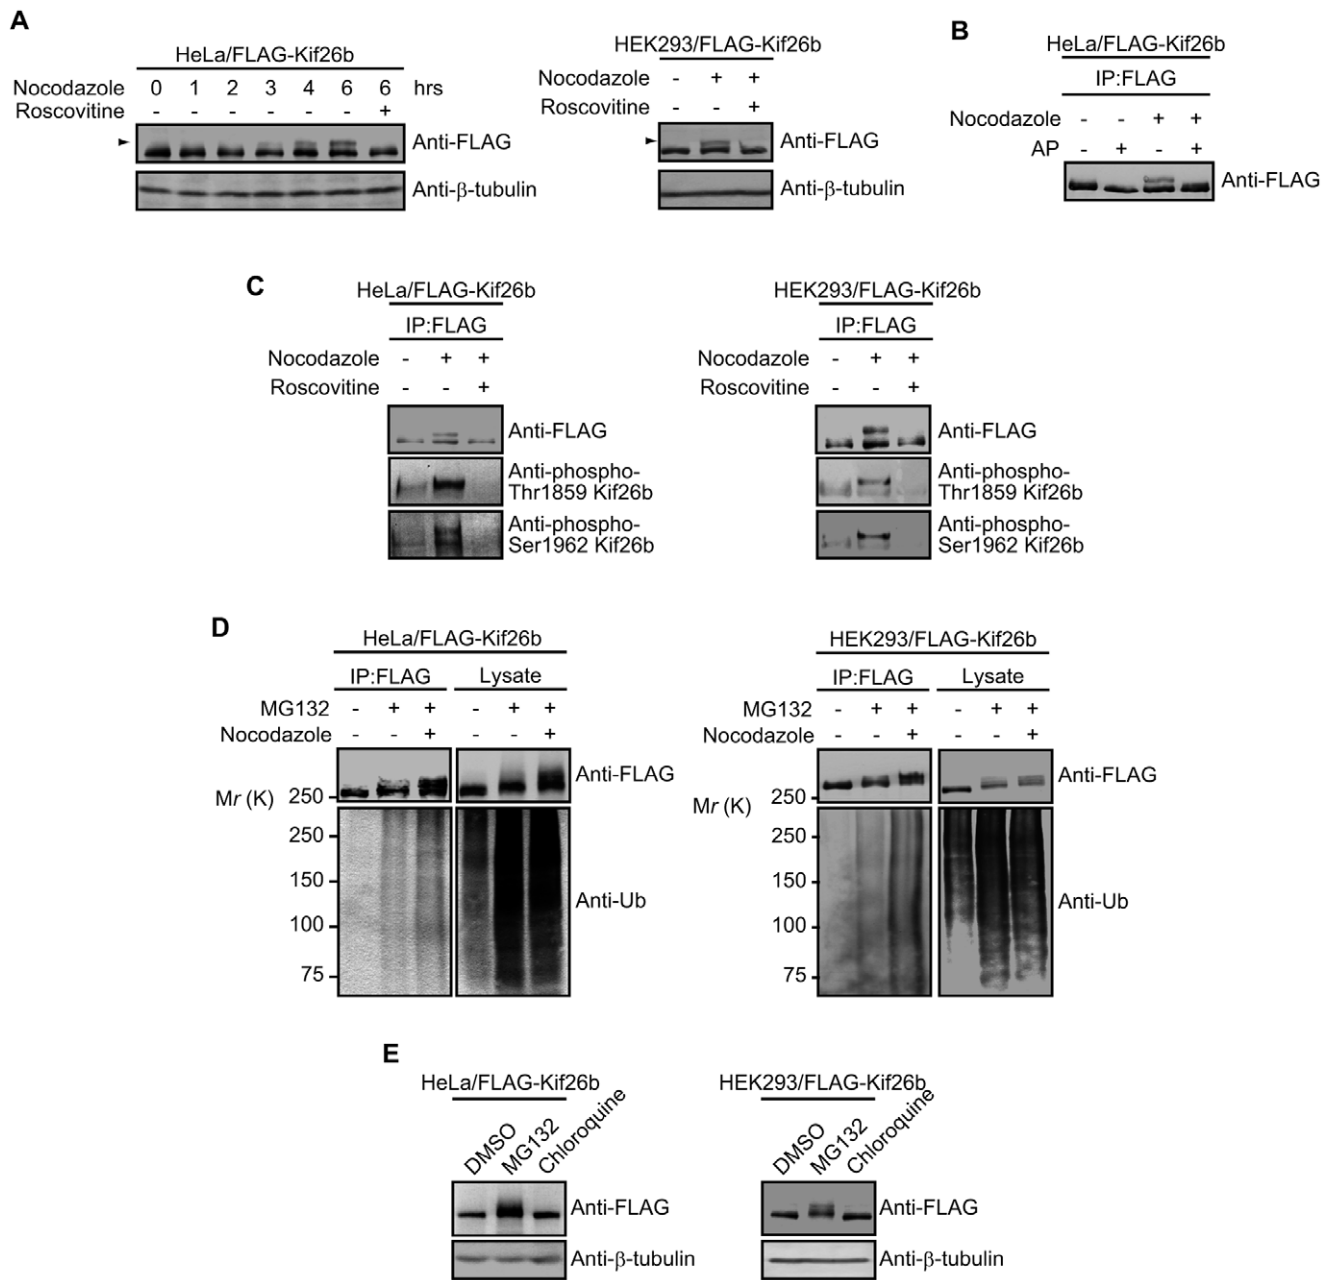 A
HeLa/FLAG-Kif26b
Nocodazole 0 1 2 3 4 6 6 hrs
Roscovitine - - - - - - +
Anti-FLAG
Anti-β-tubulin
HEK293/FLAG-Kif26b
Nocodazole - + +
Roscovitine - - +
Anti-FLAG
Anti-β-tubulin
B
HeLa/FLAG-Kif26b
IP:FLAG
Nocodazole - - + +
AP - + - +
Anti-FLAG
C
HeLa/FLAG-Kif26b
IP:FLAG
Nocodazole - + +
Roscovitine - - +
Anti-FLAG
Anti-phospho-
Thr1859 Kif26b
Anti-phospho-
Ser1962 Kif26b
HEK293/FLAG-Kif26b
IP:FLAG
Nocodazole - + +
Roscovitine - - +
Anti-FLAG
Anti-phospho-
Thr1859 Kif26b
Anti-phospho-
Ser1962 Kif26b
D
HeLa/FLAG-Kif26b
IP:FLAG Lysate
MG132 - + + - + +
Nocodazole - - + - - +
Anti-FLAG
Mr (K) 250
250
150
Anti-Ub
100
75
HEK293/FLAG-Kif26b
IP:FLAG Lysate
MG132 - + + - + +
Nocodazole - - + - - +
Anti-FLAG
Mr (K) 250
250
150
Anti-Ub
100
75
E
HeLa/FLAG-Kif26b
DMSO MG132 Chloroquine
Anti-FLAG
Anti-β-tubulin
HEK293/FLAG-Kif26b
DMSO MG132 Chloroquine
Anti-FLAG
Anti-β-tubulin